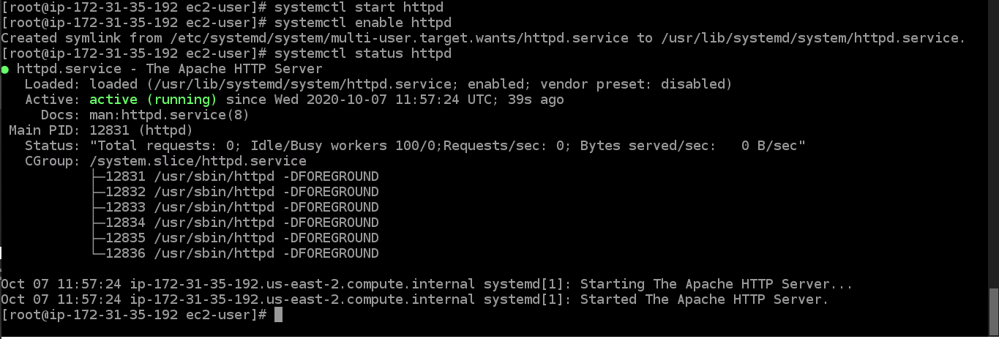 [root@ip-172-31-35-192 ec2-user]# systemctl start httpd
[root@ip-172-31-35-192 ec2-user]# systemctl enable httpd
Created symlink from /etc/systemd/system/multi-user.target.wants/httpd.service to /usr/lib/systemd/system/httpd.service.
[root@ip-172-31-35-192 ec2-user]# systemctl status httpd
● httpd.service - The Apache HTTP Server
   Loaded: loaded (/usr/lib/systemd/system/httpd.service; enabled; vendor preset: disabled)
   Active: active (running) since Wed 2020-10-07 11:57:24 UTC; 39s ago
     Docs: man:httpd.service(8)
 Main PID: 12831 (httpd)
   Status: "Total requests: 0; Idle/Busy workers 100/0;Requests/sec: 0; Bytes served/sec:   0 B/sec"
   CGroup: /system.slice/httpd.service
           ├─12831 /usr/sbin/httpd -DFOREGROUND
           ├─12832 /usr/sbin/httpd -DFOREGROUND
           ├─12833 /usr/sbin/httpd -DFOREGROUND
           ├─12834 /usr/sbin/httpd -DFOREGROUND
           ├─12835 /usr/sbin/httpd -DFOREGROUND
           └─12836 /usr/sbin/httpd -DFOREGROUND

Oct 07 11:57:24 ip-172-31-35-192.us-east-2.compute.internal systemd[1]: Starting The Apache HTTP Server...
Oct 07 11:57:24 ip-172-31-35-192.us-east-2.compute.internal systemd[1]: Started The Apache HTTP Server.
[root@ip-172-31-35-192 ec2-user]#